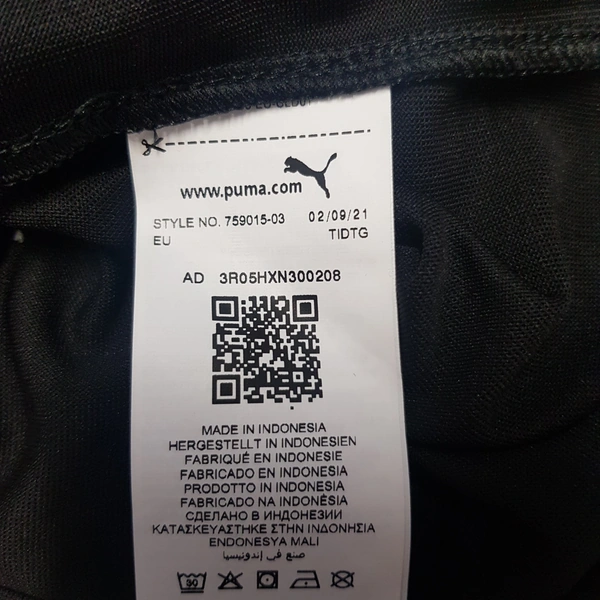 www.puma.com
STYLE NO. 759015-03 02/09/21
EU TIDTG
AD 3R05HXN300208
MADE IN INDONESIA
HERGESTELLT IN INDONESIEN
FABRIQUÉ EN INDONESIE
FABRICADO EN INDONESIA
PRODOTTO IN INDONESIA
FABRICADO NA INDONÉSIA
СДЕЛАНО В ИНДОНЕЗИИ
ΚΑΤΑΣΚΕΥΑΣΤΗΚΕ ΣΤΗΝ ΙΝΔΟΝΗΣΙΑ
ENDONESYA MALI
صنع في إندونيسيا
30